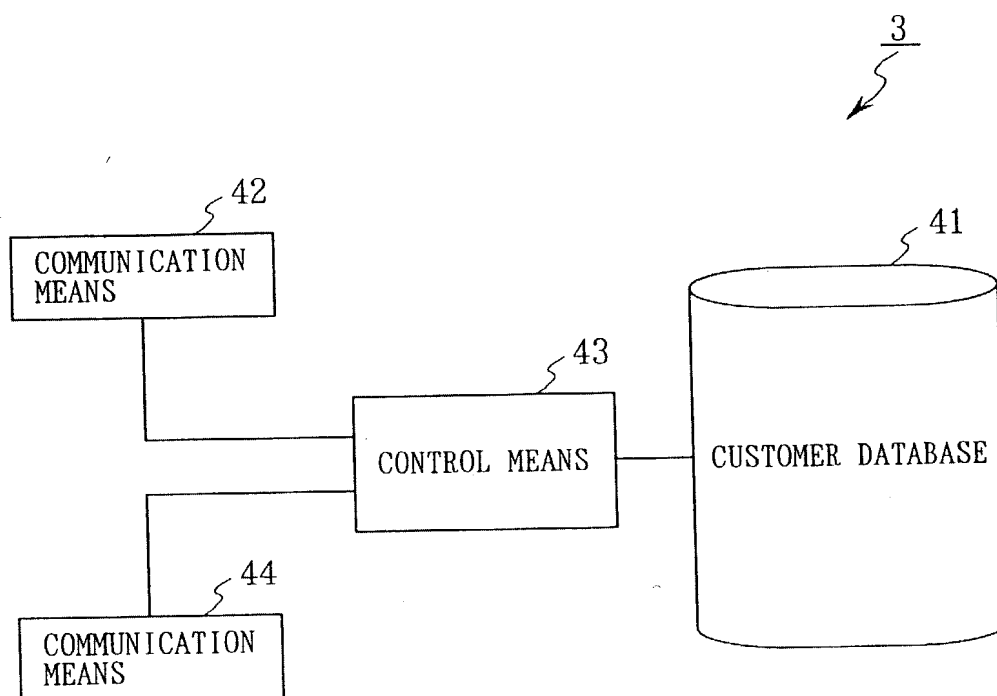 3
42
COMMUNICATION
MEANS
41
43
CONTROL MEANS
CUSTOMER DATABASE
44
COMMUNICATION
MEANS